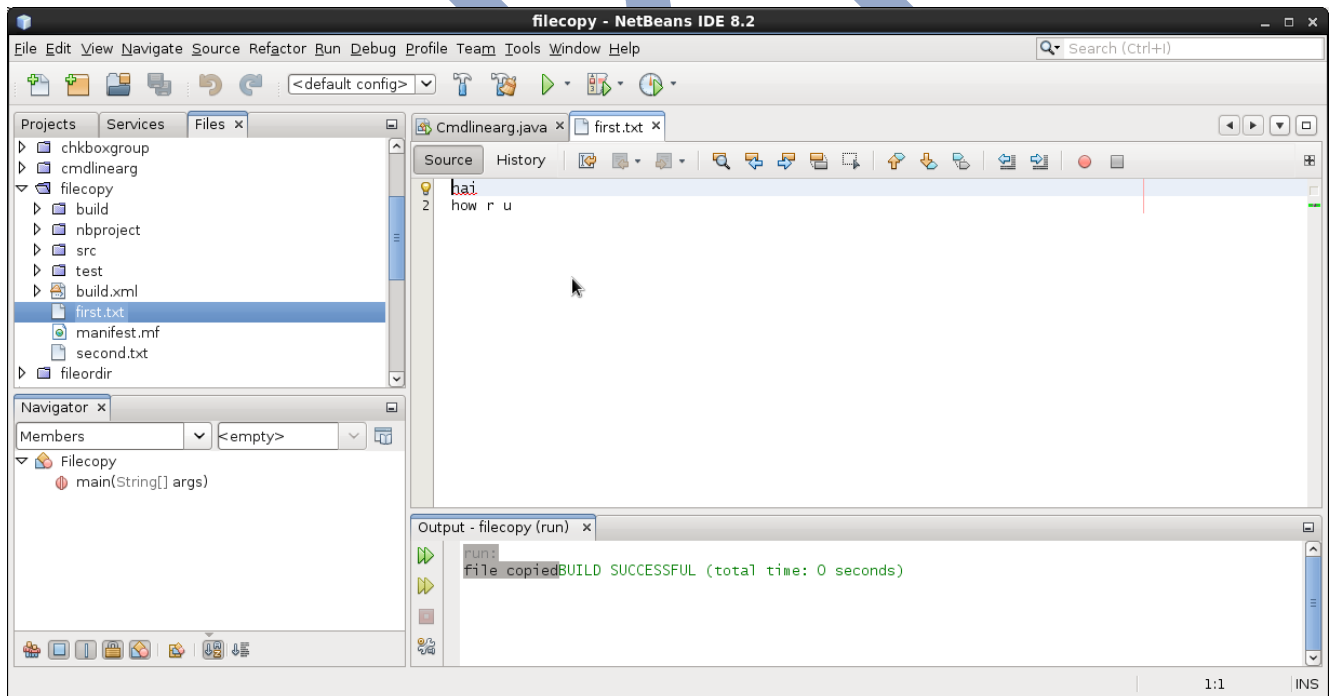 filecopy - NetBeans IDE 8.2
File Edit View Navigate Source Refactor Run Debug Profile Team Tools Window Help
Search (Ctrl+I)
<default config>
Projects Services Files
Cmdlinearg.java first.txt
chkboxgroup
cmdlinearg
filecopy
build
nbproject
src
test
build.xml
first.txt
manifest.mf
second.txt
fileordir
Source History
hai
2 how r u
Navigator
Members <empty>
Filecopy
main(String[] args)
Output - filecopy (run)
run:
file copiedBUILD SUCCESSFUL (total time: 0 seconds)
1:1 INS